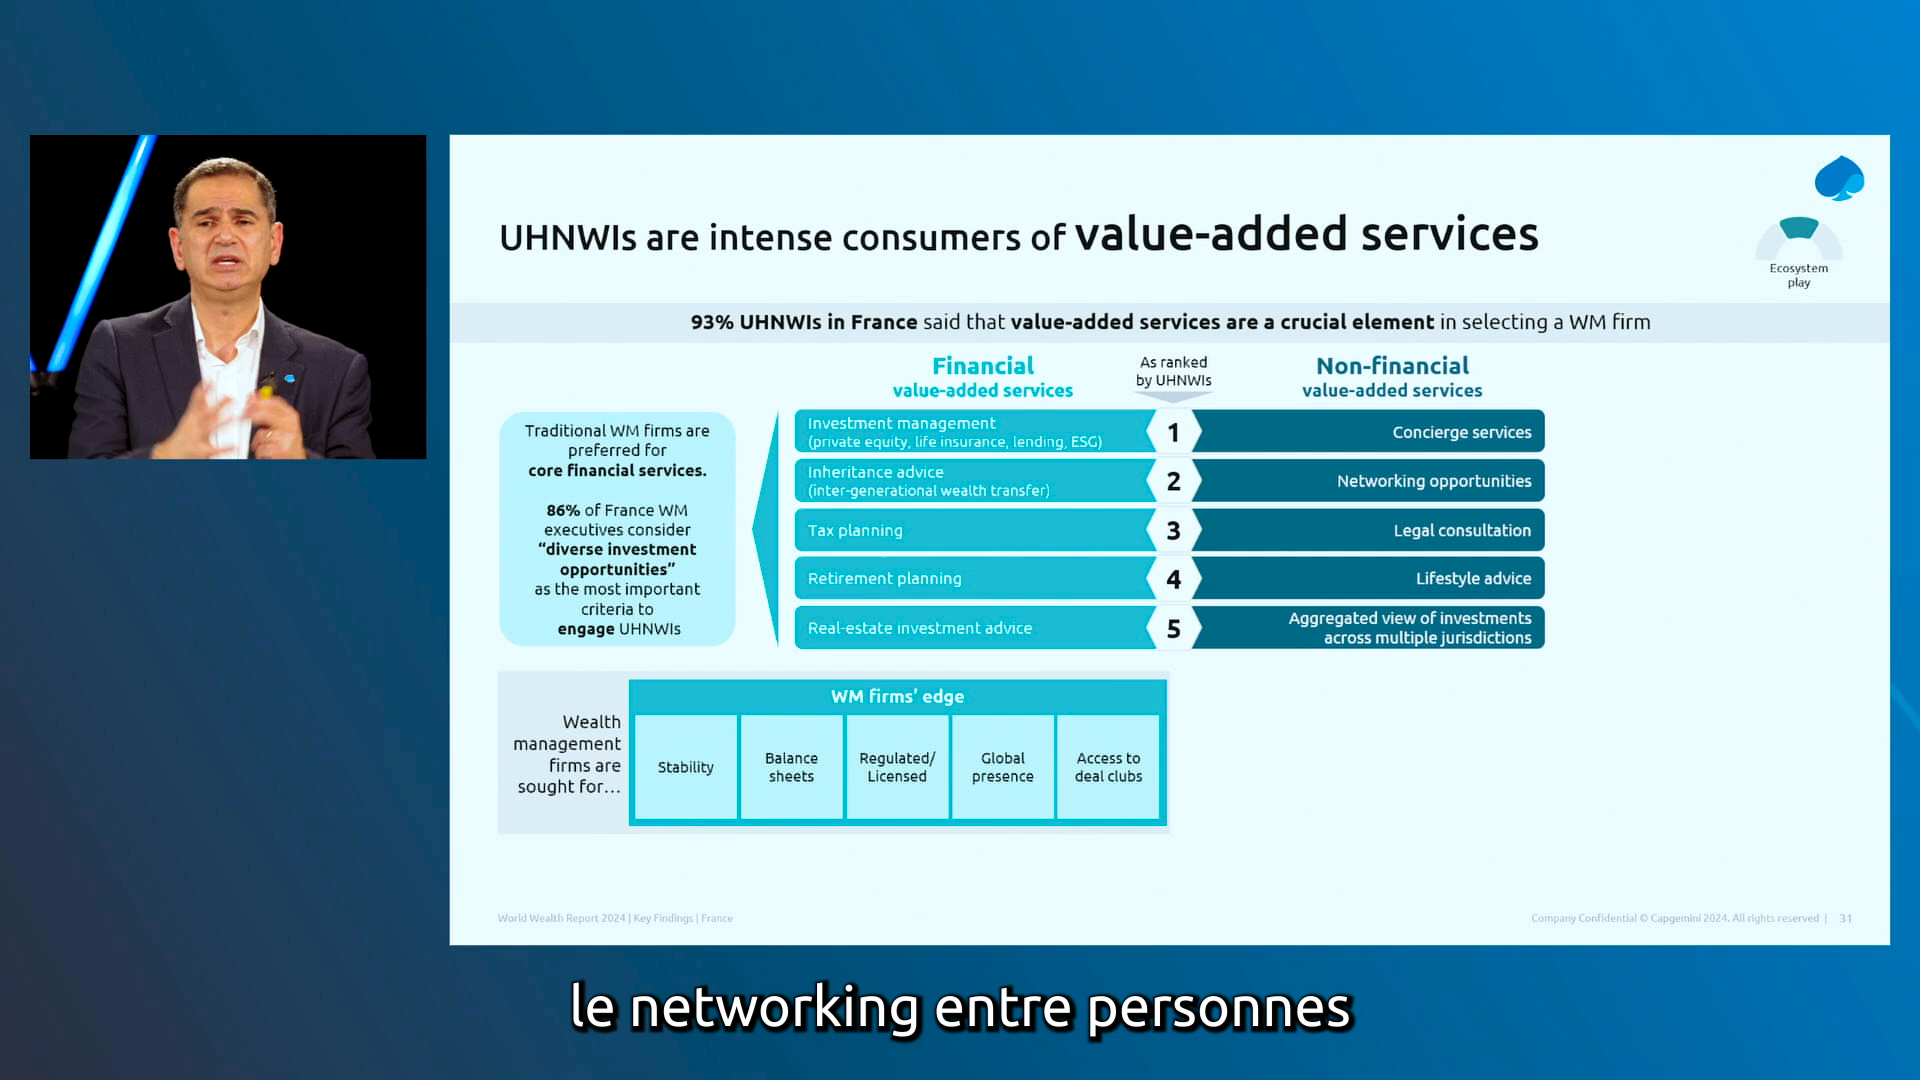 UHNWIs are intense consumers of value-added services
Ecosystem
play
93% UHNWIs in France said that value-added services are a crucial element in selecting a WM firm
Financial
value-added services
As ranked
by UHNWIs
Non-financial
value-added services
Traditional WM firms are
preferred for
core financial services.
86% of France WM
executives consider
“diverse investment
opportunities”
as the most important
criteria to
engage UHNWIs
Investment management
(private equity, life insurance, lending, ESG)
1
Concierge services
Inheritance advice
(inter-generational wealth transfer)
2
Networking opportunities
Tax planning
3
Legal consultation
Retirement planning
4
Lifestyle advice
Real-estate investment advice
5
Aggregated view of investments
across multiple jurisdictions
Wealth
management
firms are
sought for...
WM firms’ edge
Stability
Balance
sheets
Regulated/
Licensed
Global
presence
Access to
deal clubs
World Wealth Report 2024 | Key Findings | France
Company Confidential © Capgemini 2024. All rights reserved | 31
le networking entre personnes